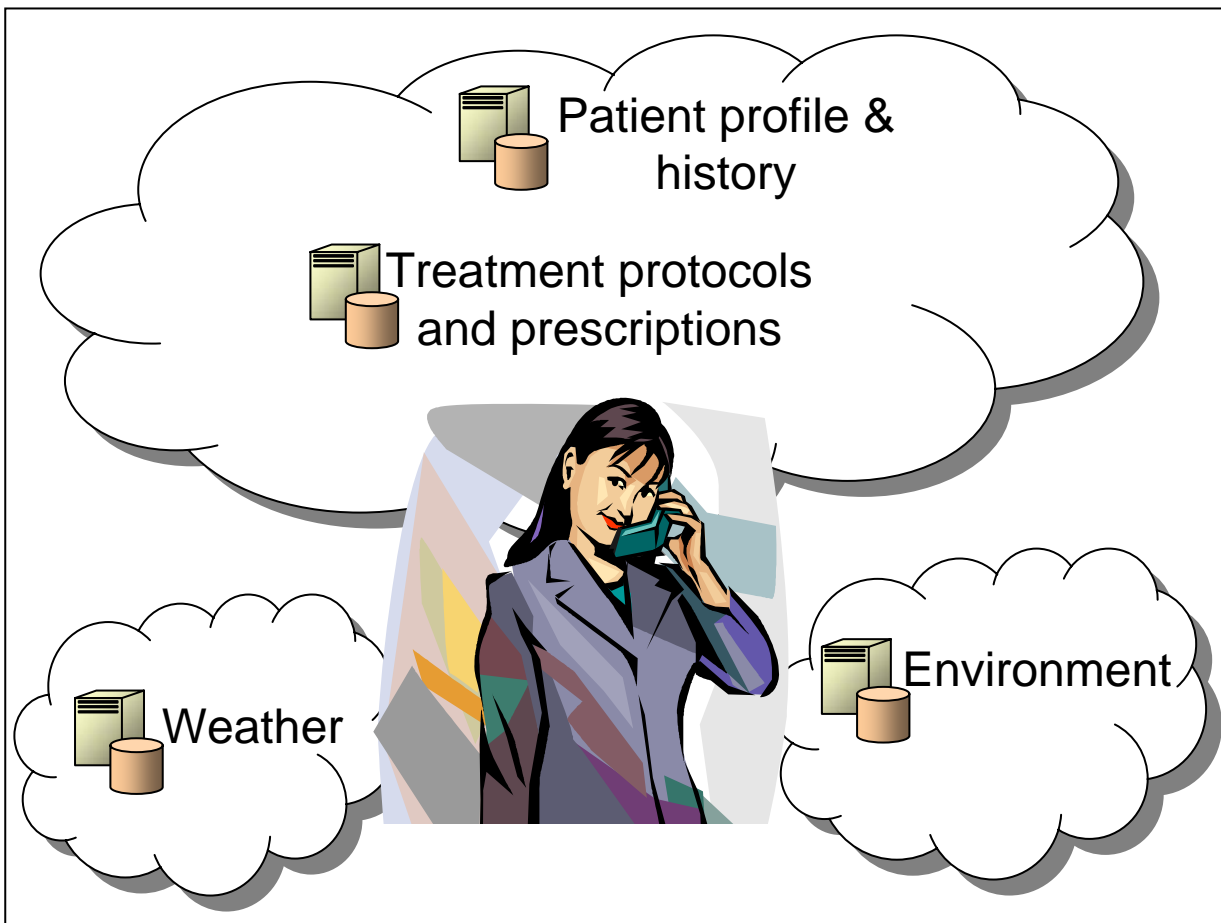 Patient profile &
history
Treatment protocols
and prescriptions
Environment
Weather